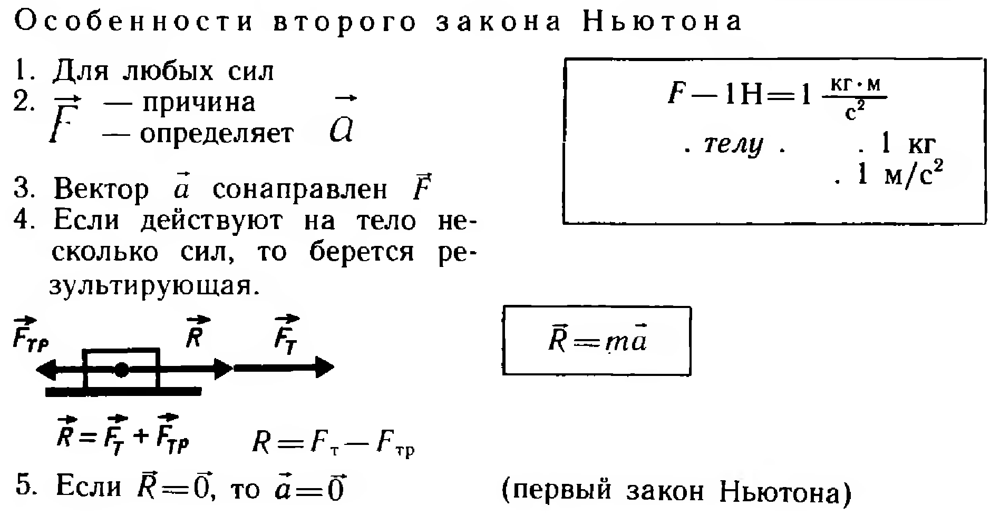 Особенности второго закона Ньютона
1. Для любых сил
2. F⃗ — причина
— определяет a⃗
3. Вектор a⃗ сонаправлен F⃗
4. Если действуют на тело не-
сколько сил, то берется ре-
зультирующая.
F — 1Н = 1 кг·м/с²
. телу . . 1 кг
. 1 м/с²
F⃗ТР R⃗ F⃗Т
R⃗ = ma⃗
R⃗ = F⃗Т + F⃗ТР R = Fт — Fтр
5. Если R⃗ = 0⃗, то a⃗ = 0⃗ (первый закон Ньютона)